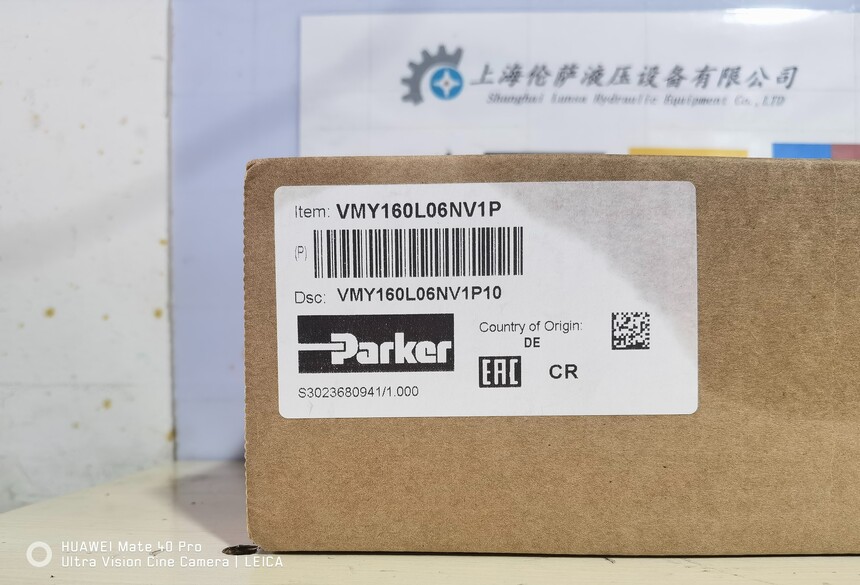 上海伦萨液压设备有限公司
Shanghai Lunsa Hydraulic Equipment Co.,LTD
Item: VMY160L06NV1P
(P)
Dsc: VMY160L06NV1P10
Parker
Country of Origin:
DE
EAC
CR
S3023680941/1.000
HUAWEI Mate 40 Pro
Ultra Vision Cine Camera | LEICA